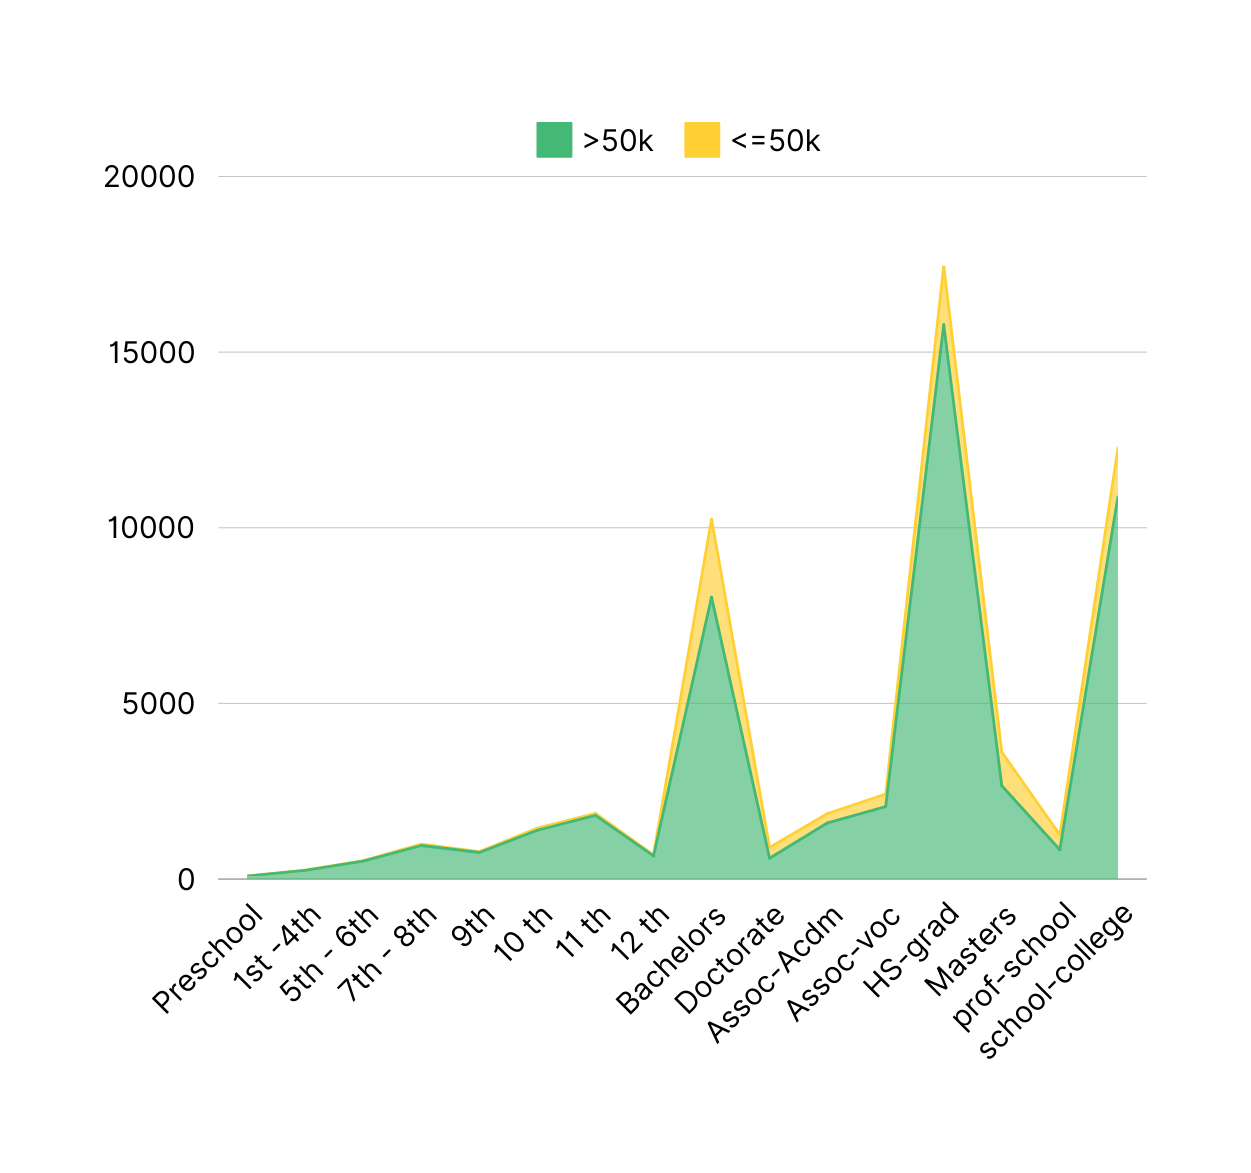 >50k <=50k
20000
15000
10000
5000
0
Preschool
1st -4th
5th - 6th
7th - 8th
9th
10 th
11 th
12 th
Bachelors
Doctorate
Assoc-Acdm
Assoc-voc
HS-grad
Masters
prof-school
school-college